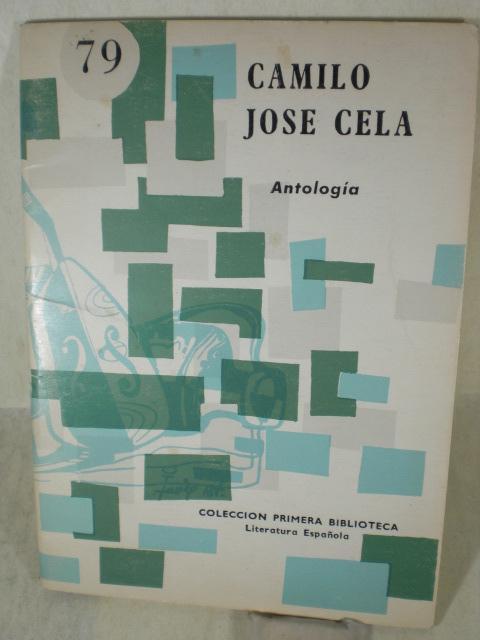 79
CAMILO
JOSE CELA
Antología
COLECCION PRIMERA BIBLIOTECA
Literatura Española